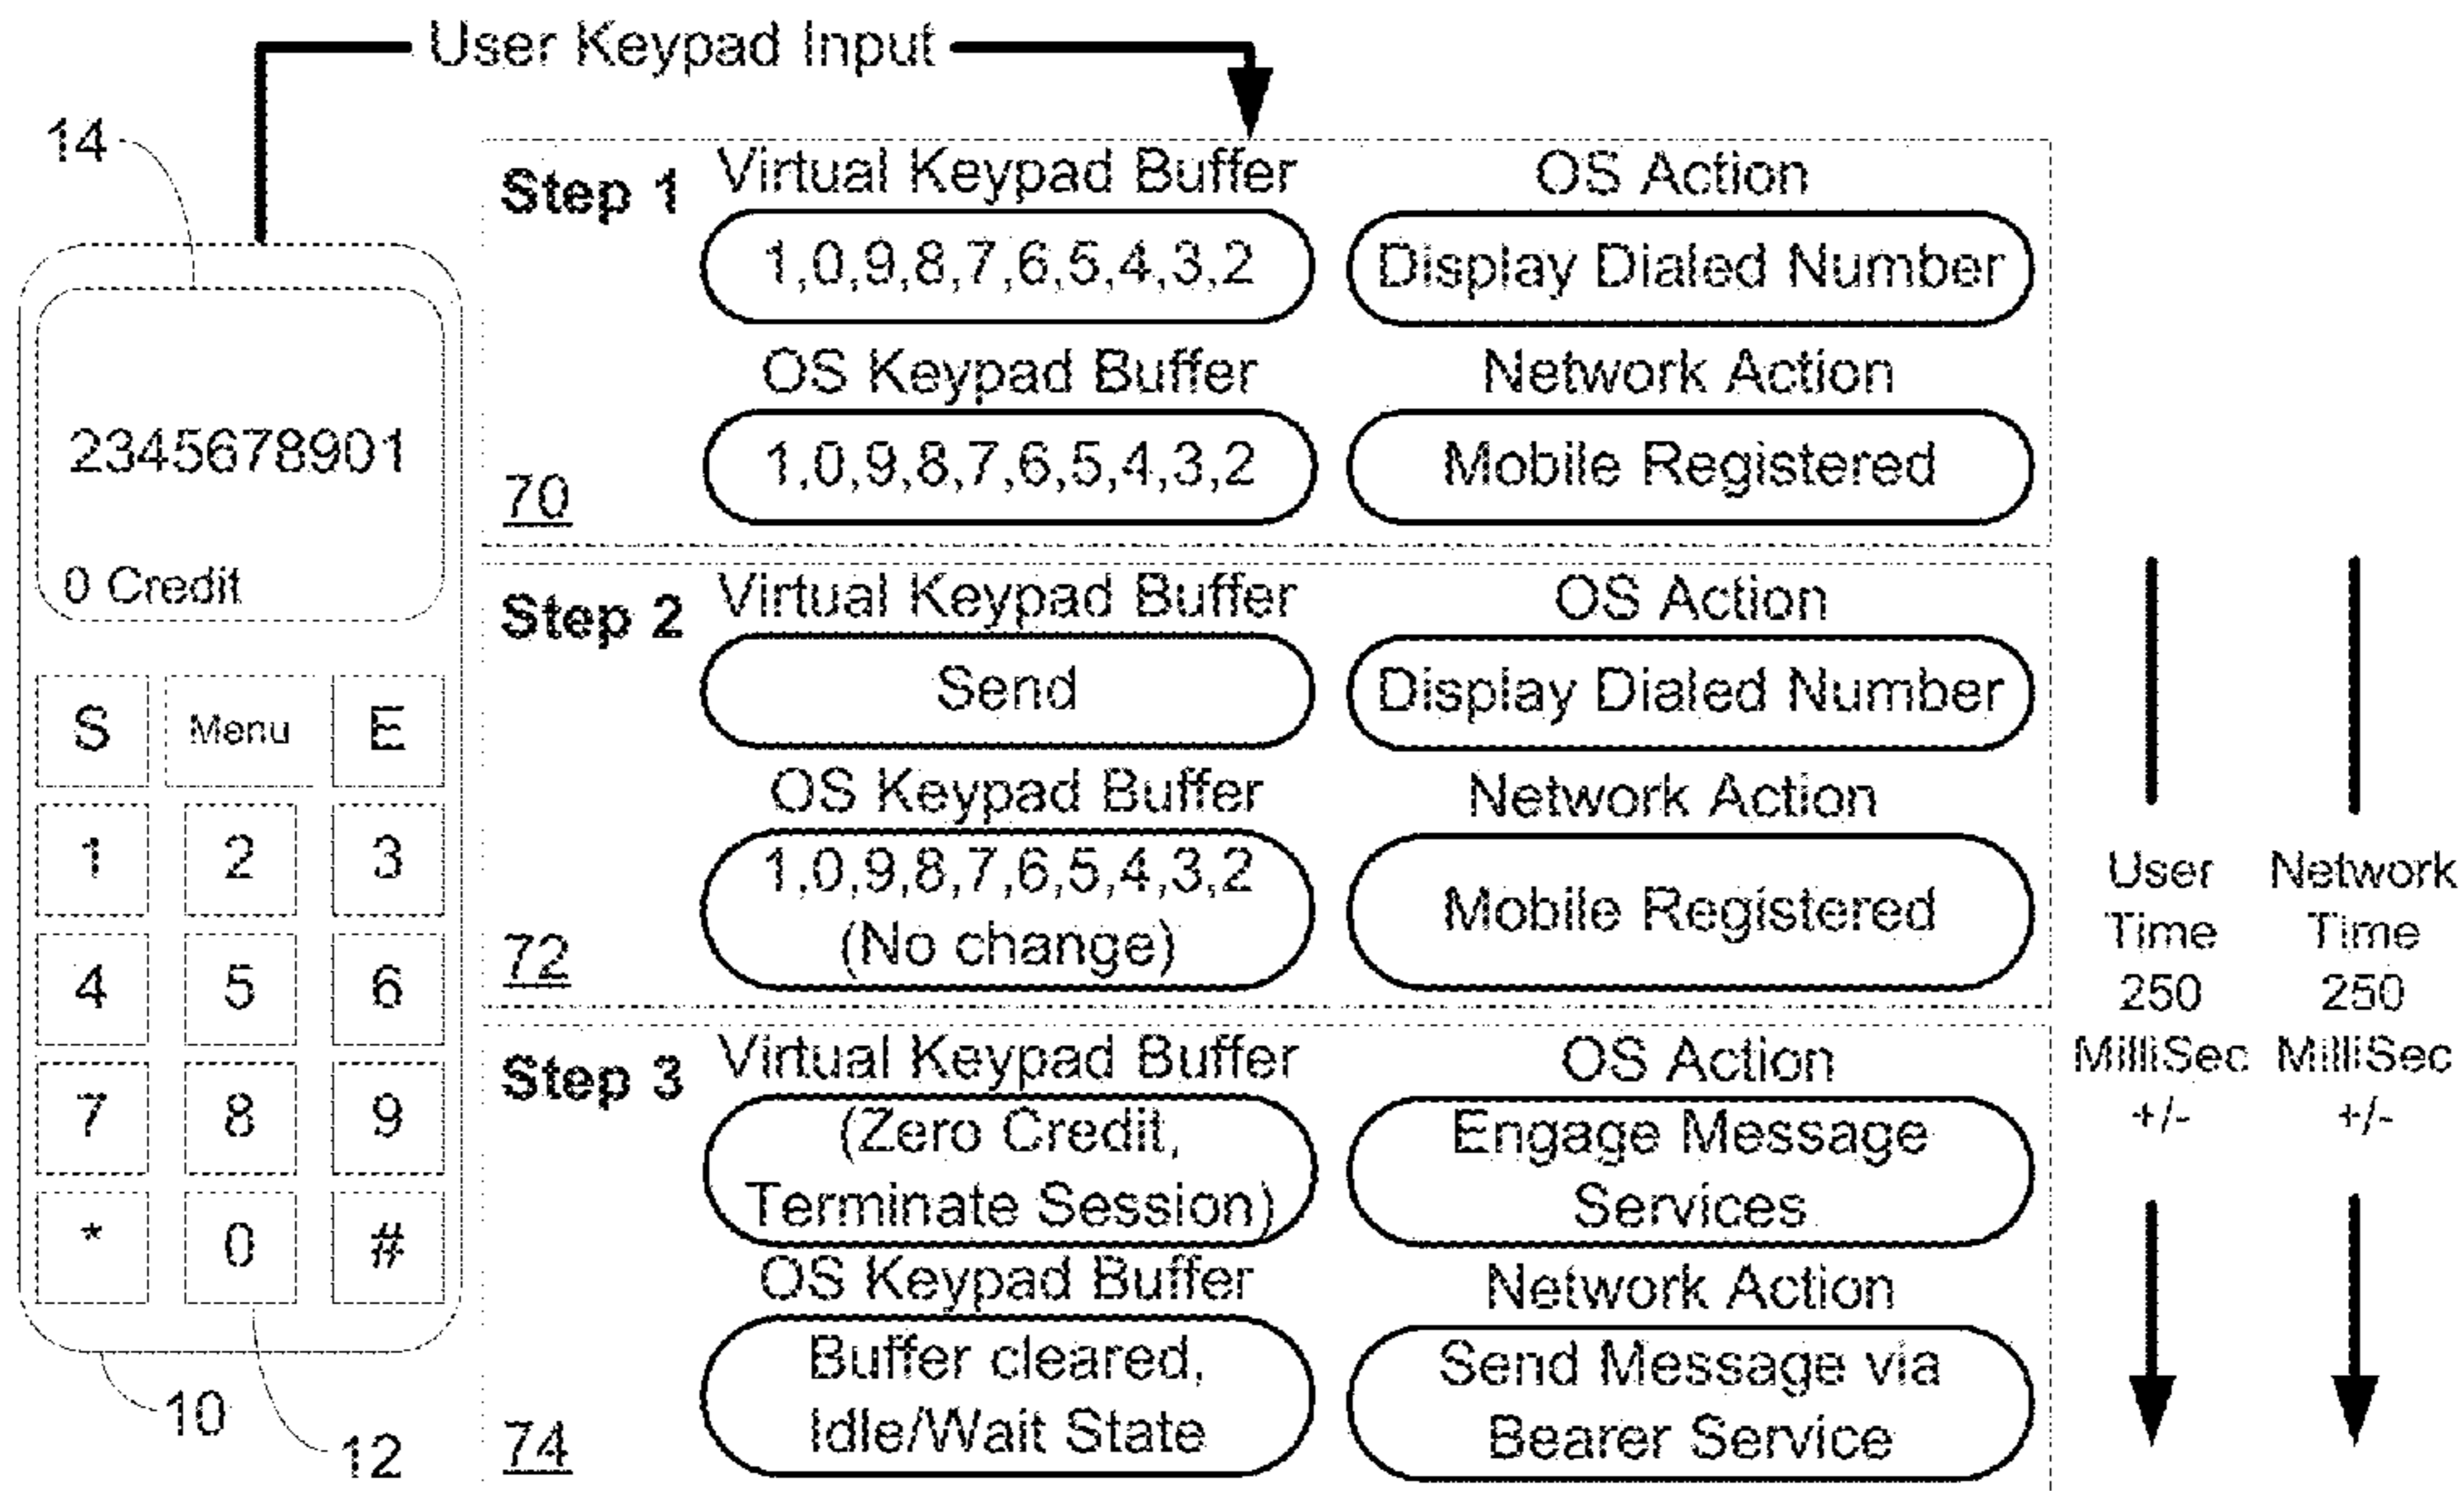 User Keypad Input
14
2345678901
0 Credit
S Menu E
1 2 3
4 5 6
7 8 9
* 0 #
10
12
Step 1
Virtual Keypad Buffer
1,0,9,8,7,6,5,4,3,2
OS Action
Display Dialed Number
OS Keypad Buffer
1,0,9,8,7,6,5,4,3,2
Network Action
Mobile Registered
70
Step 2
Virtual Keypad Buffer
Send
OS Action
Display Dialed Number
OS Keypad Buffer
1,0,9,8,7,6,5,4,3,2
(No change)
Network Action
Mobile Registered
72
Step 3
Virtual Keypad Buffer
(Zero Credit,
Terminate Session)
OS Action
Engage Message
Services
OS Keypad Buffer
Buffer cleared,
Idle/Wait State
Network Action
Send Message via
Bearer Service
74
User
Time
250
MilliSec
+/-
Network
Time
250
MilliSec
+/-